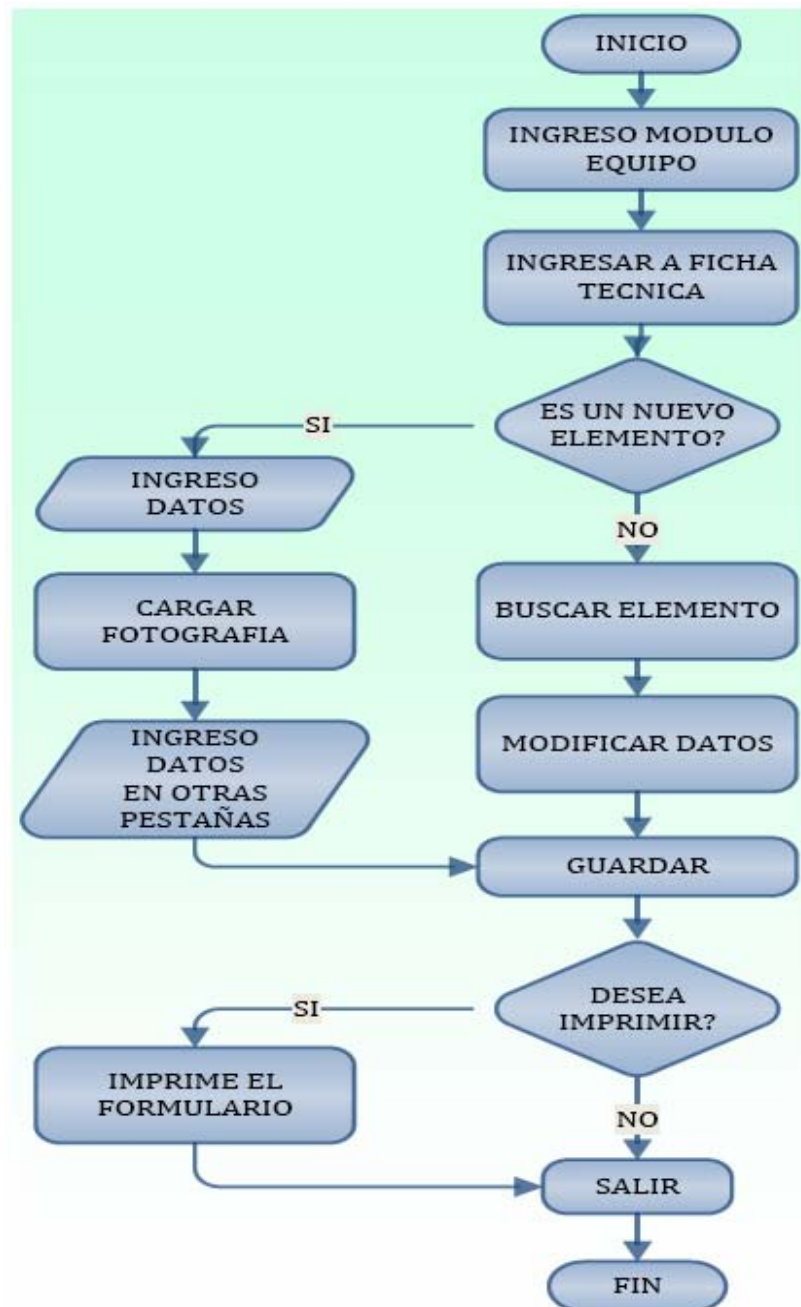 INICIO
INGRESO MODULO
EQUIPO
INGRESAR A FICHA
TECNICA
ES UN NUEVO
ELEMENTO?
SI
INGRESO
DATOS
CARGAR
FOTOGRAFIA
INGRESO
DATOS
EN OTRAS
PESTAÑAS
NO
BUSCAR ELEMENTO
MODIFICAR DATOS
GUARDAR
DESEA
IMPRIMIR?
SI
IMPRIME EL
FORMULARIO
NO
SALIR
FIN